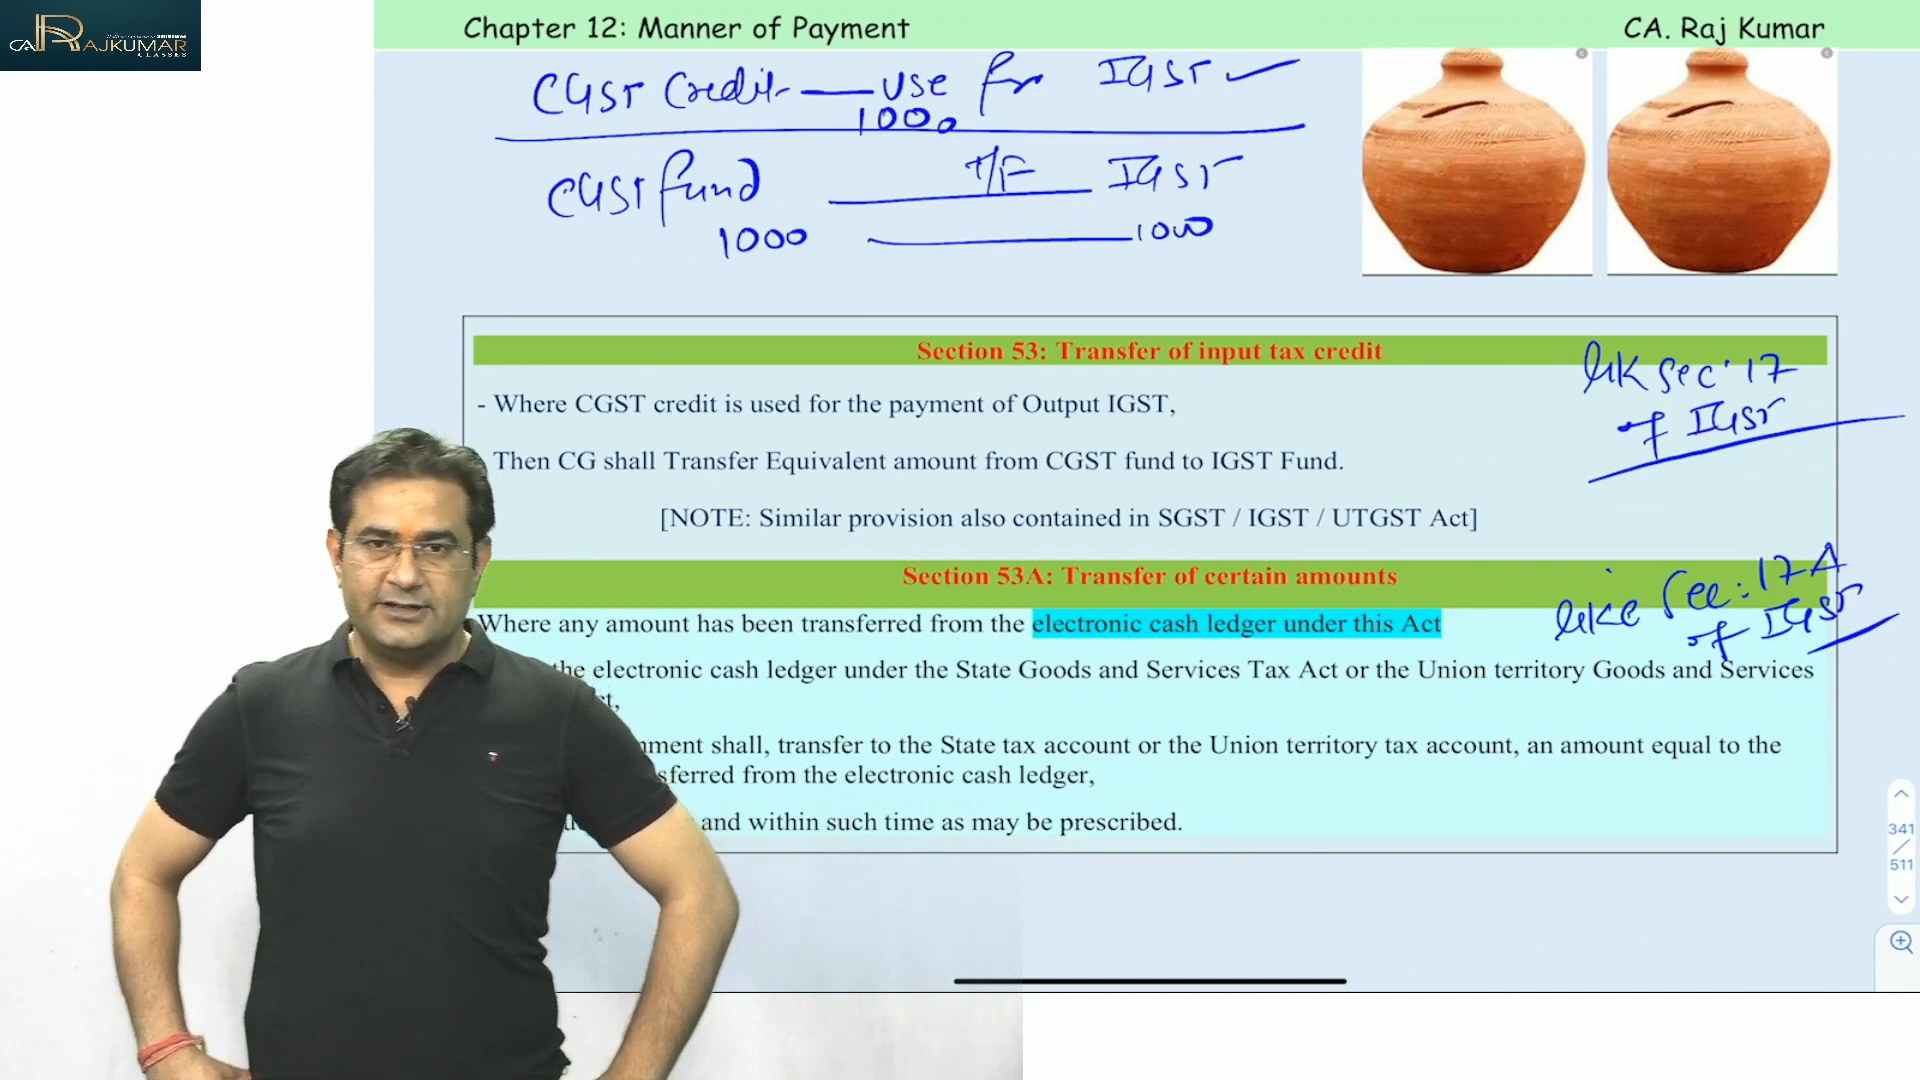 CA RAJKUMAR
CLASSES
Chapter 12: Manner of Payment
CA. Raj Kumar
CGST Credit — use for IGST
1000
CGST fund T/F IGST
1000 — 1000
Section 53: Transfer of input tax credit
- Where CGST credit is used for the payment of Output IGST,
Then CG shall Transfer Equivalent amount from CGST fund to IGST Fund.
[NOTE: Similar provision also contained in SGST / IGST / UTGST Act]
sec. 17
of IGST
Section 53A: Transfer of certain amounts
Where any amount has been transferred from the electronic cash ledger under this Act
like Sec: 17A
of IGST
the electronic cash ledger under the State Goods and Services Tax Act or the Union territory Goods and Services
shall, transfer to the State tax account or the Union territory tax account, an amount equal to the
from the electronic cash ledger,
and within such time as may be prescribed.
341
/
511